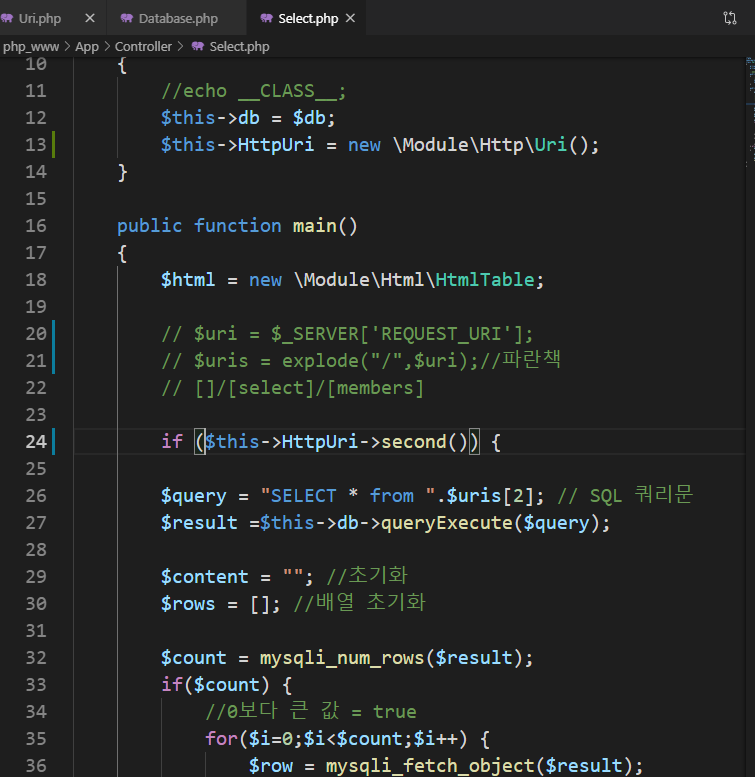 Uri.php × Database.php Select.php ×
php_www > App > Controller > Select.php
10 {
11 //echo __CLASS__;
12 $this->db = $db;
13 $this->HttpUri = new \Module\Http\Uri();
14 }
15
16 public function main()
17 {
18 $html = new \Module\Html\HtmlTable;
19
20 // $uri = $_SERVER['REQUEST_URI'];
21 // $uris = explode("/",$uri);//파란책
22 // []/[select]/[members]
23
24 if ($this->HttpUri->second()) {
25
26 $query = "SELECT * from ".$uris[2]; // SQL 쿼리문
27 $result =$this->db->queryExecute($query);
28
29 $content = ""; //초기화
30 $rows = []; //배열 초기화
31
32 $count = mysqli_num_rows($result);
33 if($count) {
34 //0보다 큰 값 = true
35 for($i=0;$i<$count;$i++) {
36 $row = mysqli_fetch_object($result);